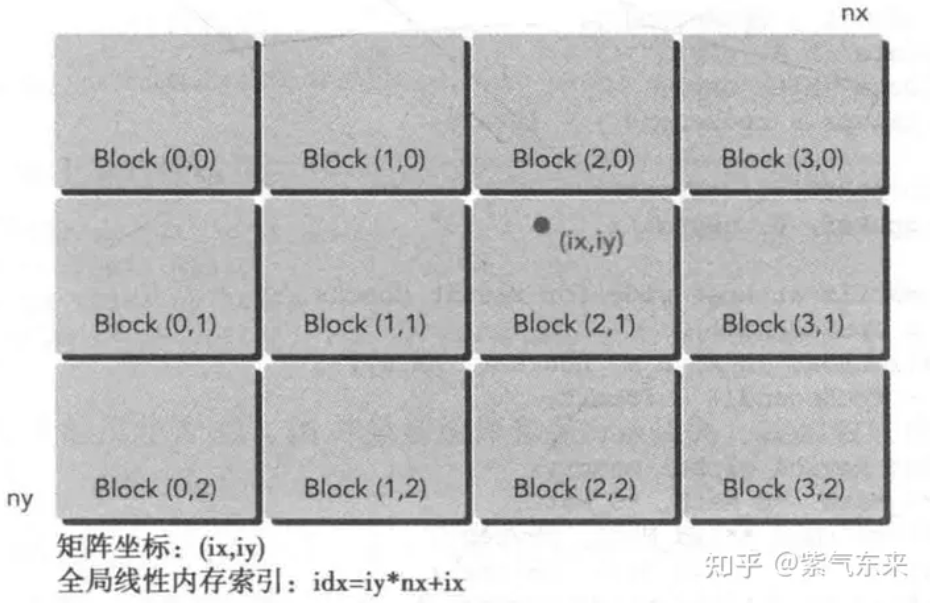 nx
Block (0,0) Block (1,0) Block (2,0) Block (3,0)
(ix,iy)
Block (0,1) Block (1,1) Block (2,1) Block (3,1)
ny Block (0,2) Block (1,2) Block (2,2) Block (3,2)
矩阵坐标：(ix,iy)
全局线性内存索引：idx=iy*nx+ix
知乎 @紫气东来